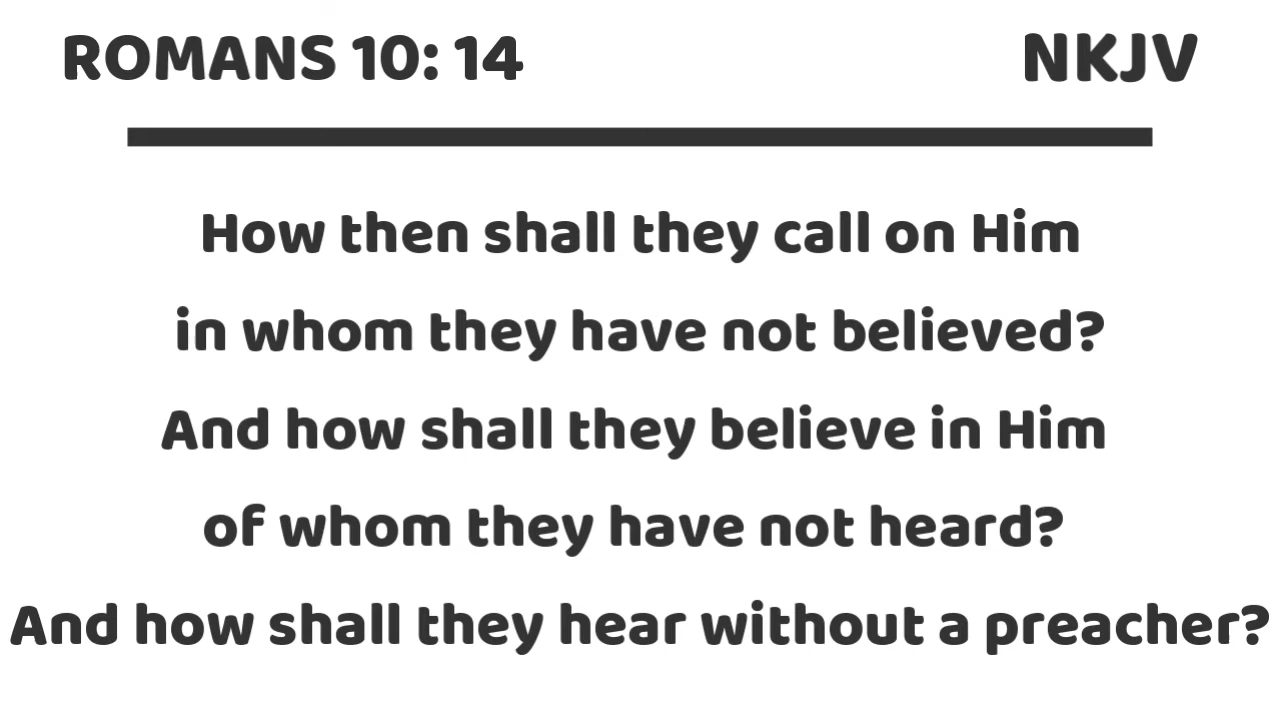 ROMANS 10: 14 NKJV
How then shall they call on Him
in whom they have not believed?
And how shall they believe in Him
of whom they have not heard?
And how shall they hear without a preacher?